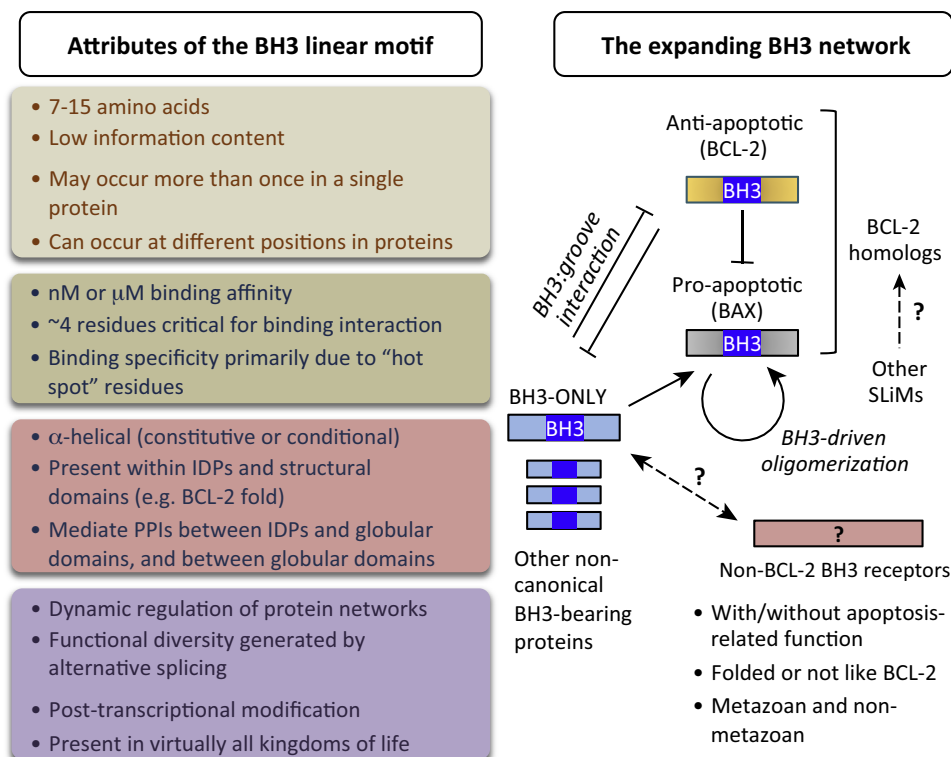 Attributes of the BH3 linear motif
• 7-15 amino acids
• Low information content
• May occur more than once in a single
protein
• Can occur at different positions in proteins
• nM or μM binding affinity
• ~4 residues critical for binding interaction
• Binding specificity primarily due to “hot
spot” residues
• α-helical (constitutive or conditional)
• Present within IDPs and structural
domains (e.g. BCL-2 fold)
• Mediate PPIs between IDPs and globular
domains, and between globular domains
• Dynamic regulation of protein networks
• Functional diversity generated by
alternative splicing
• Post-transcriptional modification
• Present in virtually all kingdoms of life
The expanding BH3 network
Anti-apoptotic
(BCL-2)
BH3
BH3:groove
interaction
Pro-apoptotic
(BAX)
BH3
BCL-2
homologs
?
Other
SLiMs
BH3-ONLY
BH3
BH3-driven
oligomerization
?
Other non-
canonical
BH3-bearing
proteins
?
Non-BCL-2 BH3 receptors
• With/without apoptosis-
related function
• Folded or not like BCL-2
• Metazoan and non-
metazoan